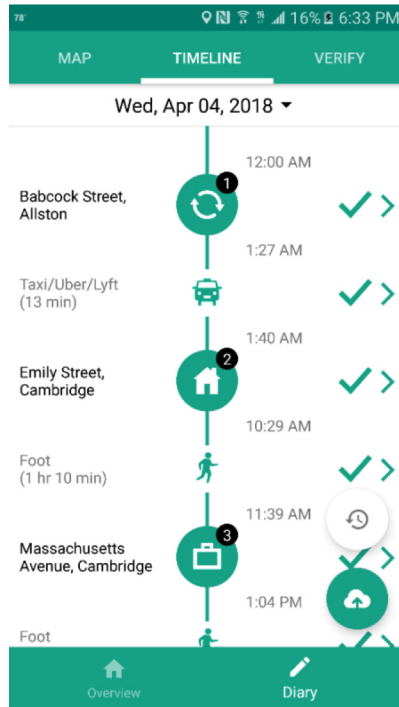 78°
16% 6:33 PM
MAP TIMELINE VERIFY
Wed, Apr 04, 2018
12:00 AM
1
Babcock Street,
Allston
1:27 AM
Taxi/Uber/Lyft
(13 min)
1:40 AM
2
Emily Street,
Cambridge
10:29 AM
Foot
(1 hr 10 min)
11:39 AM
3
Massachusetts
Avenue, Cambridge
1:04 PM
Foot
Overview Diary